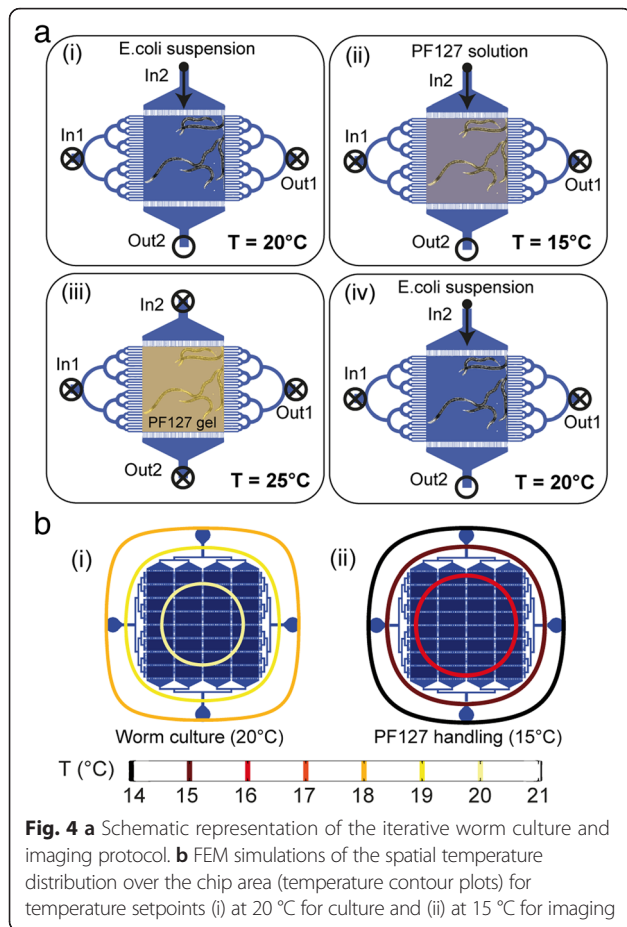 a
(i)
E.coli suspension
In2
In1
Out1
Out2
T = 20°C
(ii)
PF127 solution
In2
In1
Out1
Out2
T = 15°C
(iii)
In2
In1
Out1
PF127 gel
Out2
T = 25°C
(iv)
E.coli suspension
In2
In1
Out1
Out2
T = 20°C
b
(i)
Worm culture (20°C)
(ii)
PF127 handling (15°C)
T (°C)
14 15 16 17 18 19 20 21
Fig. 4 a Schematic representation of the iterative worm culture and
imaging protocol. b FEM simulations of the spatial temperature
distribution over the chip area (temperature contour plots) for
temperature setpoints (i) at 20 °C for culture and (ii) at 15 °C for imaging